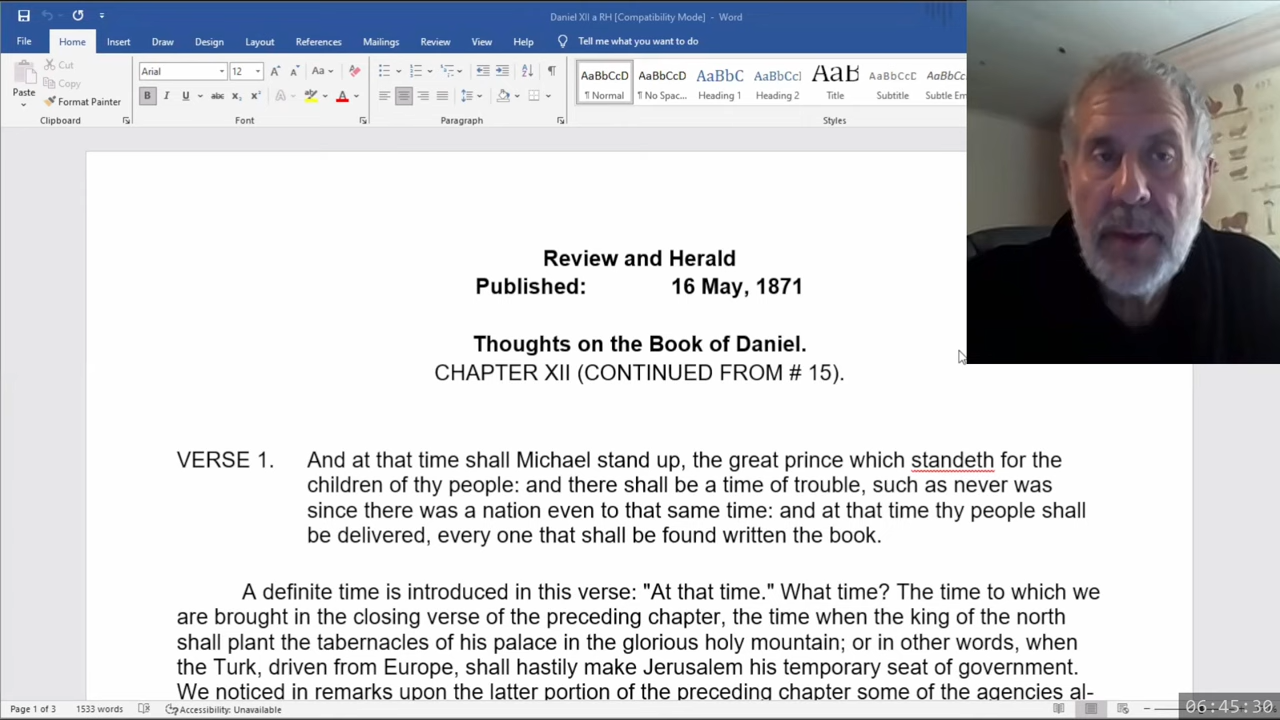 Daniel XII a RH [Compatibility Mode] - Word
File Home Insert Draw Design Layout References Mailings Review View Help Tell me what you want to do
Paste
Cut
Copy
Format Painter
Clipboard
Arial 12
Font
Paragraph
AaBbCcD AaBbCcD AaBbC AaBbCcl AaB AaBbCcD AaBbCcl
¶ Normal ¶ No Spac... Heading 1 Heading 2 Title Subtitle Subtle Em
Styles
Review and Herald
Published: 16 May, 1871
Thoughts on the Book of Daniel.
CHAPTER XII (CONTINUED FROM # 15).
VERSE 1. And at that time shall Michael stand up, the great prince which standeth for the
children of thy people: and there shall be a time of trouble, such as never was
since there was a nation even to that same time: and at that time thy people shall
be delivered, every one that shall be found written the book.
A definite time is introduced in this verse: "At that time." What time? The time to which we
are brought in the closing verse of the preceding chapter, the time when the king of the north
shall plant the tabernacles of his palace in the glorious holy mountain; or in other words, when
the Turk, driven from Europe, shall hastily make Jerusalem his temporary seat of government.
We noticed in remarks upon the latter portion of the preceding chapter some of the agencies al-
Page 1 of 3 1533 words Accessibility: Unavailable
06:45:30